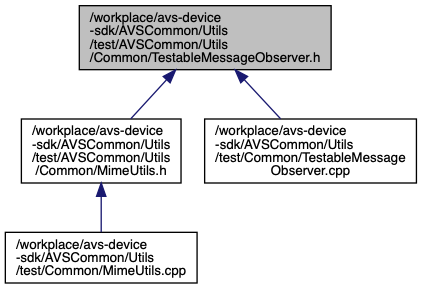 /workplace/avs-device
-sdk/AVSCommon/Utils
/test/AVSCommon/Utils
/Common/TestableMessageObserver.h
/workplace/avs-device
-sdk/AVSCommon/Utils
/test/AVSCommon/Utils
/Common/MimeUtils.h
/workplace/avs-device
-sdk/AVSCommon/Utils
/test/Common/TestableMessage
Observer.cpp
/workplace/avs-device
-sdk/AVSCommon/Utils
/test/Common/MimeUtils.cpp